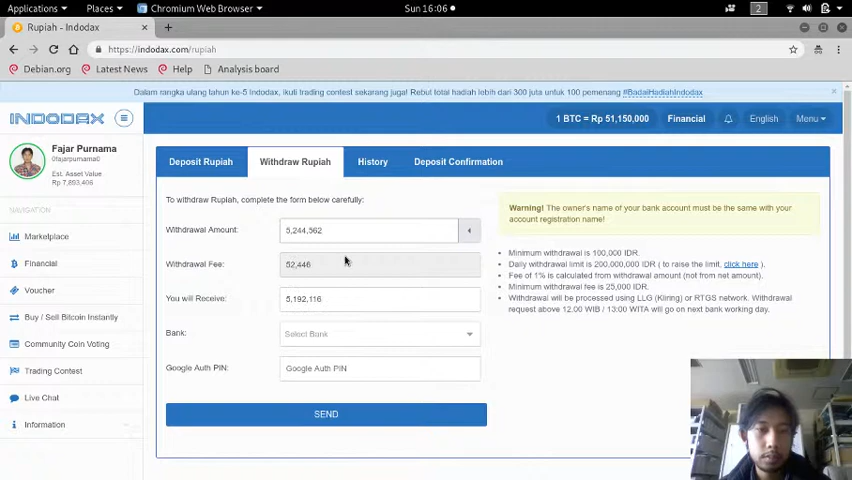 Applications Places Chromium Web Browser Sun 16:06 2
Rupiah - Indodax
https://indodax.com/rupiah
Debian.org Latest News Help Analysis board
Dalam rangka ulang tahun ke-5 Indodax, ikuti trading contest sekarang juga! Rebut total hadiah lebih dari 300 juta untuk 100 pemenang #BadaiHadiahIndodax
INDODAX 1 BTC = Rp 51,150,000 Financial English Menu
Fajar Purnama
0fajarpurnama0
Est. Asset Value
Rp 7,893,406
NAVIGATION
Marketplace
Financial
Voucher
Buy / Sell Bitcoin Instantly
Community Coin Voting
Trading Contest
Live Chat
Information
Deposit Rupiah Withdraw Rupiah History Deposit Confirmation
To withdraw Rupiah, complete the form below carefully:
Withdrawal Amount: 5,244,562
Withdrawal Fee: 52,446
You will Receive: 5,192,116
Bank: Select Bank
Google Auth PIN: Google Auth PIN
SEND
Warning! The owner's name of your bank account must be the same with your
account registration name!
Minimum withdrawal is 100,000 IDR.
Daily withdrawal limit is 200,000,000 IDR ( to raise the limit, click here ).
Fee of 1% is calculated from withdrawal amount (not from net amount).
Minimum withdrawal fee is 25,000 IDR.
Withdrawal will be processed using LLG (Kliring) or RTGS network. Withdrawal
request above 12.00 WIB / 13:00 WITA will go on next bank working day.